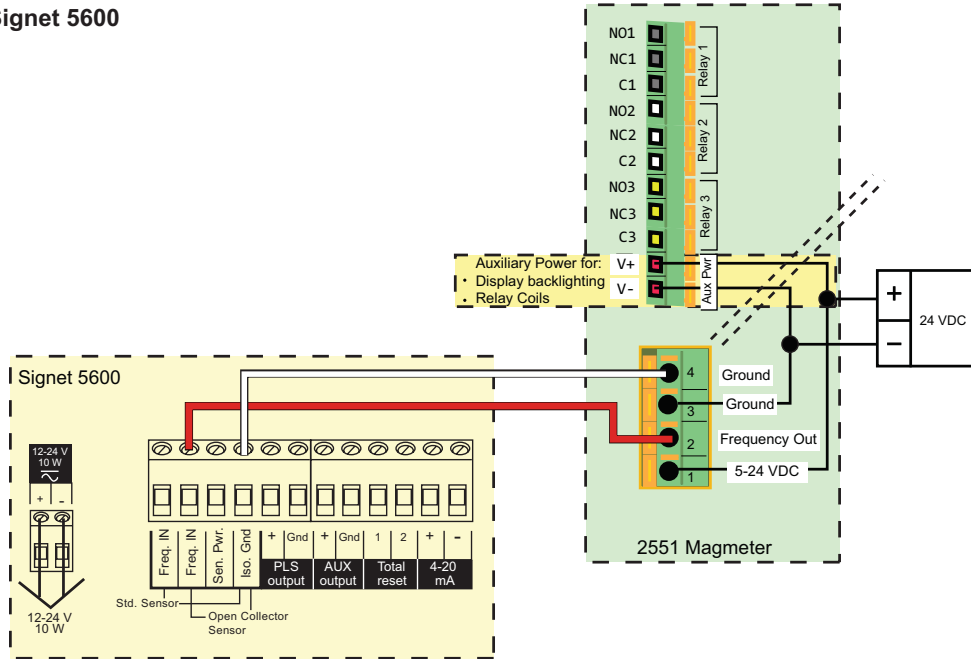 Signet 5600
NO1
NC1
C1
Relay 1
NO2
NC2
C2
Relay 2
NO3
NC3
C3
Relay 3
Auxiliary Power for:
• Display backlighting
• Relay Coils
V+
V-
Aux Pwr
+
-
24 VDC
4 Ground
3 Ground
2 Frequency Out
1 5-24 VDC
2551 Magmeter
Signet 5600
12-24 V
10 W
+ -
12-24 V
10 W
Freq. IN
Freq. IN
Sen. Pwr.
Iso. Gnd
+ Gnd + Gnd 1 2 + -
PLS output
AUX output
Total reset
4-20 mA
Std. Sensor
Open Collector
Sensor